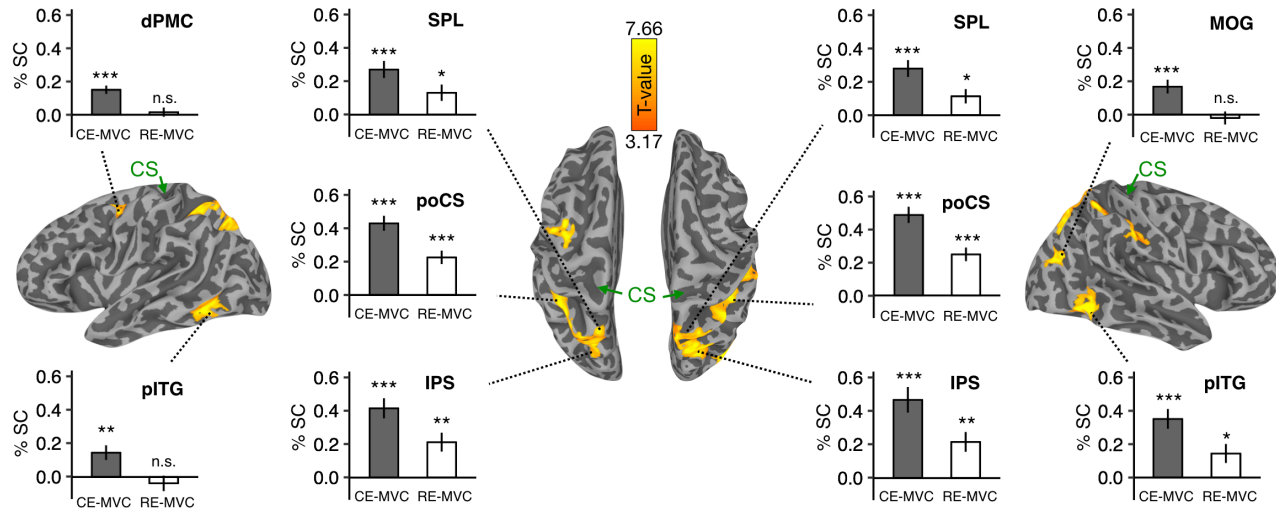 dPMC
% SC
0.6
0.4
0.2
0.0
***
n.s.
CE-MVC RE-MVC
SPL
% SC
0.6
0.4
0.2
0.0
***
*
CE-MVC RE-MVC
7.66
T-value
3.17
SPL
% SC
0.6
0.4
0.2
0.0
***
*
CE-MVC RE-MVC
MOG
% SC
0.6
0.4
0.2
0.0
***
n.s.
CE-MVC RE-MVC
CS
poCS
% SC
0.6
0.4
0.2
0.0
***
***
CE-MVC RE-MVC
CS
poCS
% SC
0.6
0.4
0.2
0.0
***
***
CE-MVC RE-MVC
CS
pITG
% SC
0.6
0.4
0.2
0.0
**
n.s.
CE-MVC RE-MVC
IPS
% SC
0.6
0.4
0.2
0.0
***
**
CE-MVC RE-MVC
IPS
% SC
0.6
0.4
0.2
0.0
***
**
CE-MVC RE-MVC
pITG
% SC
0.6
0.4
0.2
0.0
***
*
CE-MVC RE-MVC